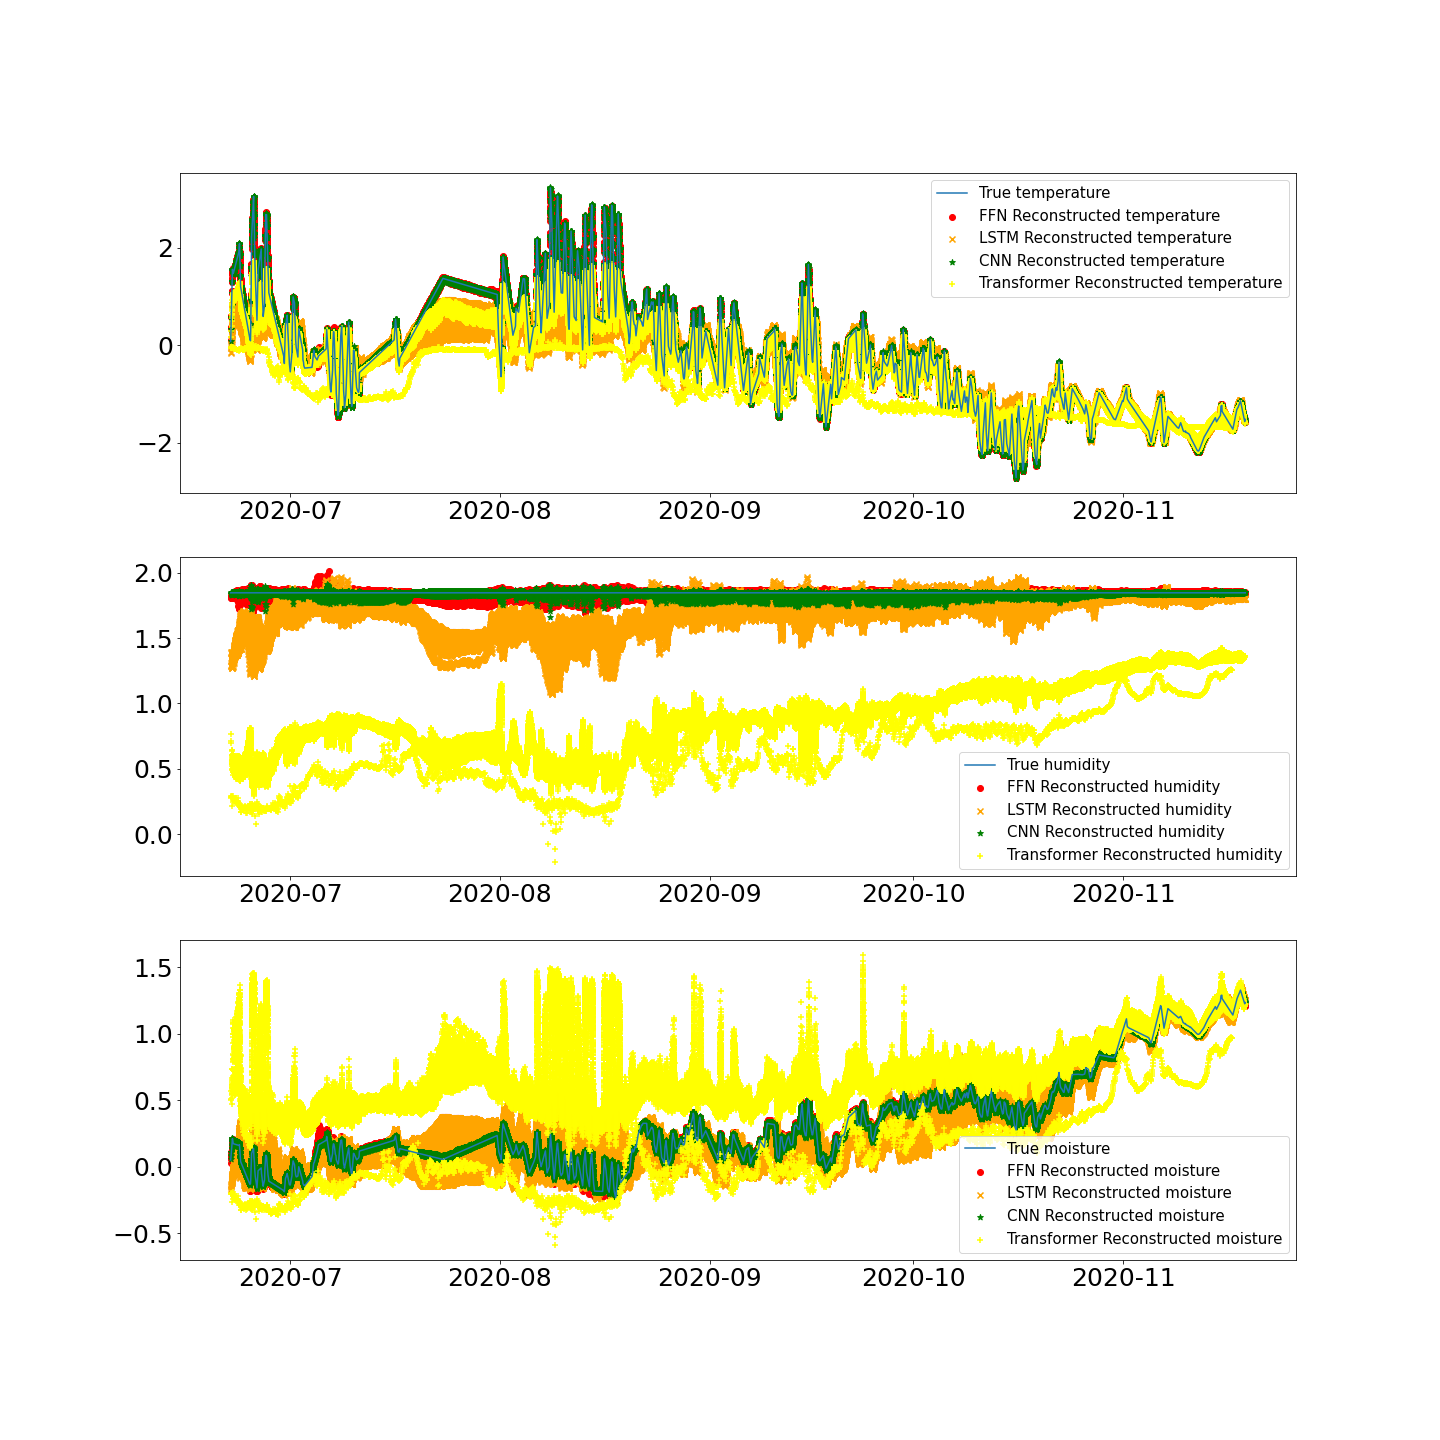 2
0
−2
2020-07 2020-08 2020-09 2020-10 2020-11
True temperature
FFN Reconstructed temperature
LSTM Reconstructed temperature
CNN Reconstructed temperature
Transformer Reconstructed temperature
2.0
1.5
1.0
0.5
0.0
2020-07 2020-08 2020-09 2020-10 2020-11
True humidity
FFN Reconstructed humidity
LSTM Reconstructed humidity
CNN Reconstructed humidity
Transformer Reconstructed humidity
1.5
1.0
0.5
0.0
−0.5
2020-07 2020-08 2020-09 2020-10 2020-11
True moisture
FFN Reconstructed moisture
LSTM Reconstructed moisture
CNN Reconstructed moisture
Transformer Reconstructed moisture